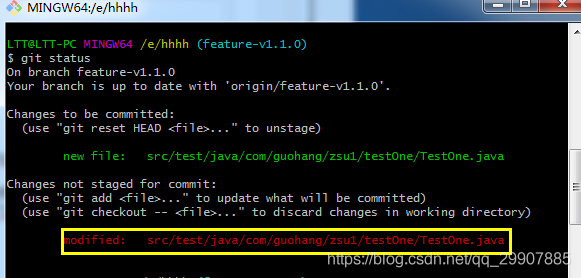 MINGW64:/e/hhhh
LTT@LTT-PC MINGW64 /e/hhhh (feature-v1.1.0)
$ git status
On branch feature-v1.1.0
Your branch is up to date with 'origin/feature-v1.1.0'.
Changes to be committed:
(use "git reset HEAD <file>..." to unstage)
new file: src/test/java/com/guohang/zsu1/testOne/TestOne.java
Changes not staged for commit:
(use "git add <file>..." to update what will be committed)
(use "git checkout -- <file>..." to discard changes in working directory)
modified: src/test/java/com/guohang/zsu1/testOne/TestOne.java
https://blog.csdn.net/qq_29907885